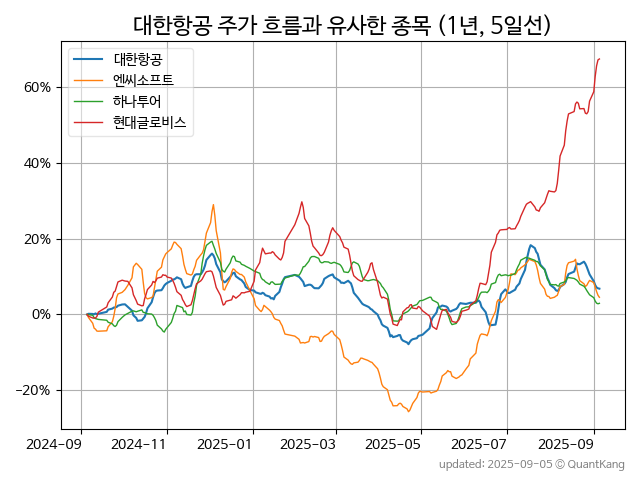 대한항공 주가 흐름과 유사한 종목 (1년, 5일선)
대한항공
엔씨소프트
하나투어
현대글로비스
60%
40%
20%
0%
−20%
2024-09 2024-11 2025-01 2025-03 2025-05 2025-07 2025-09
updated: 2025-09-05 © QuantKang